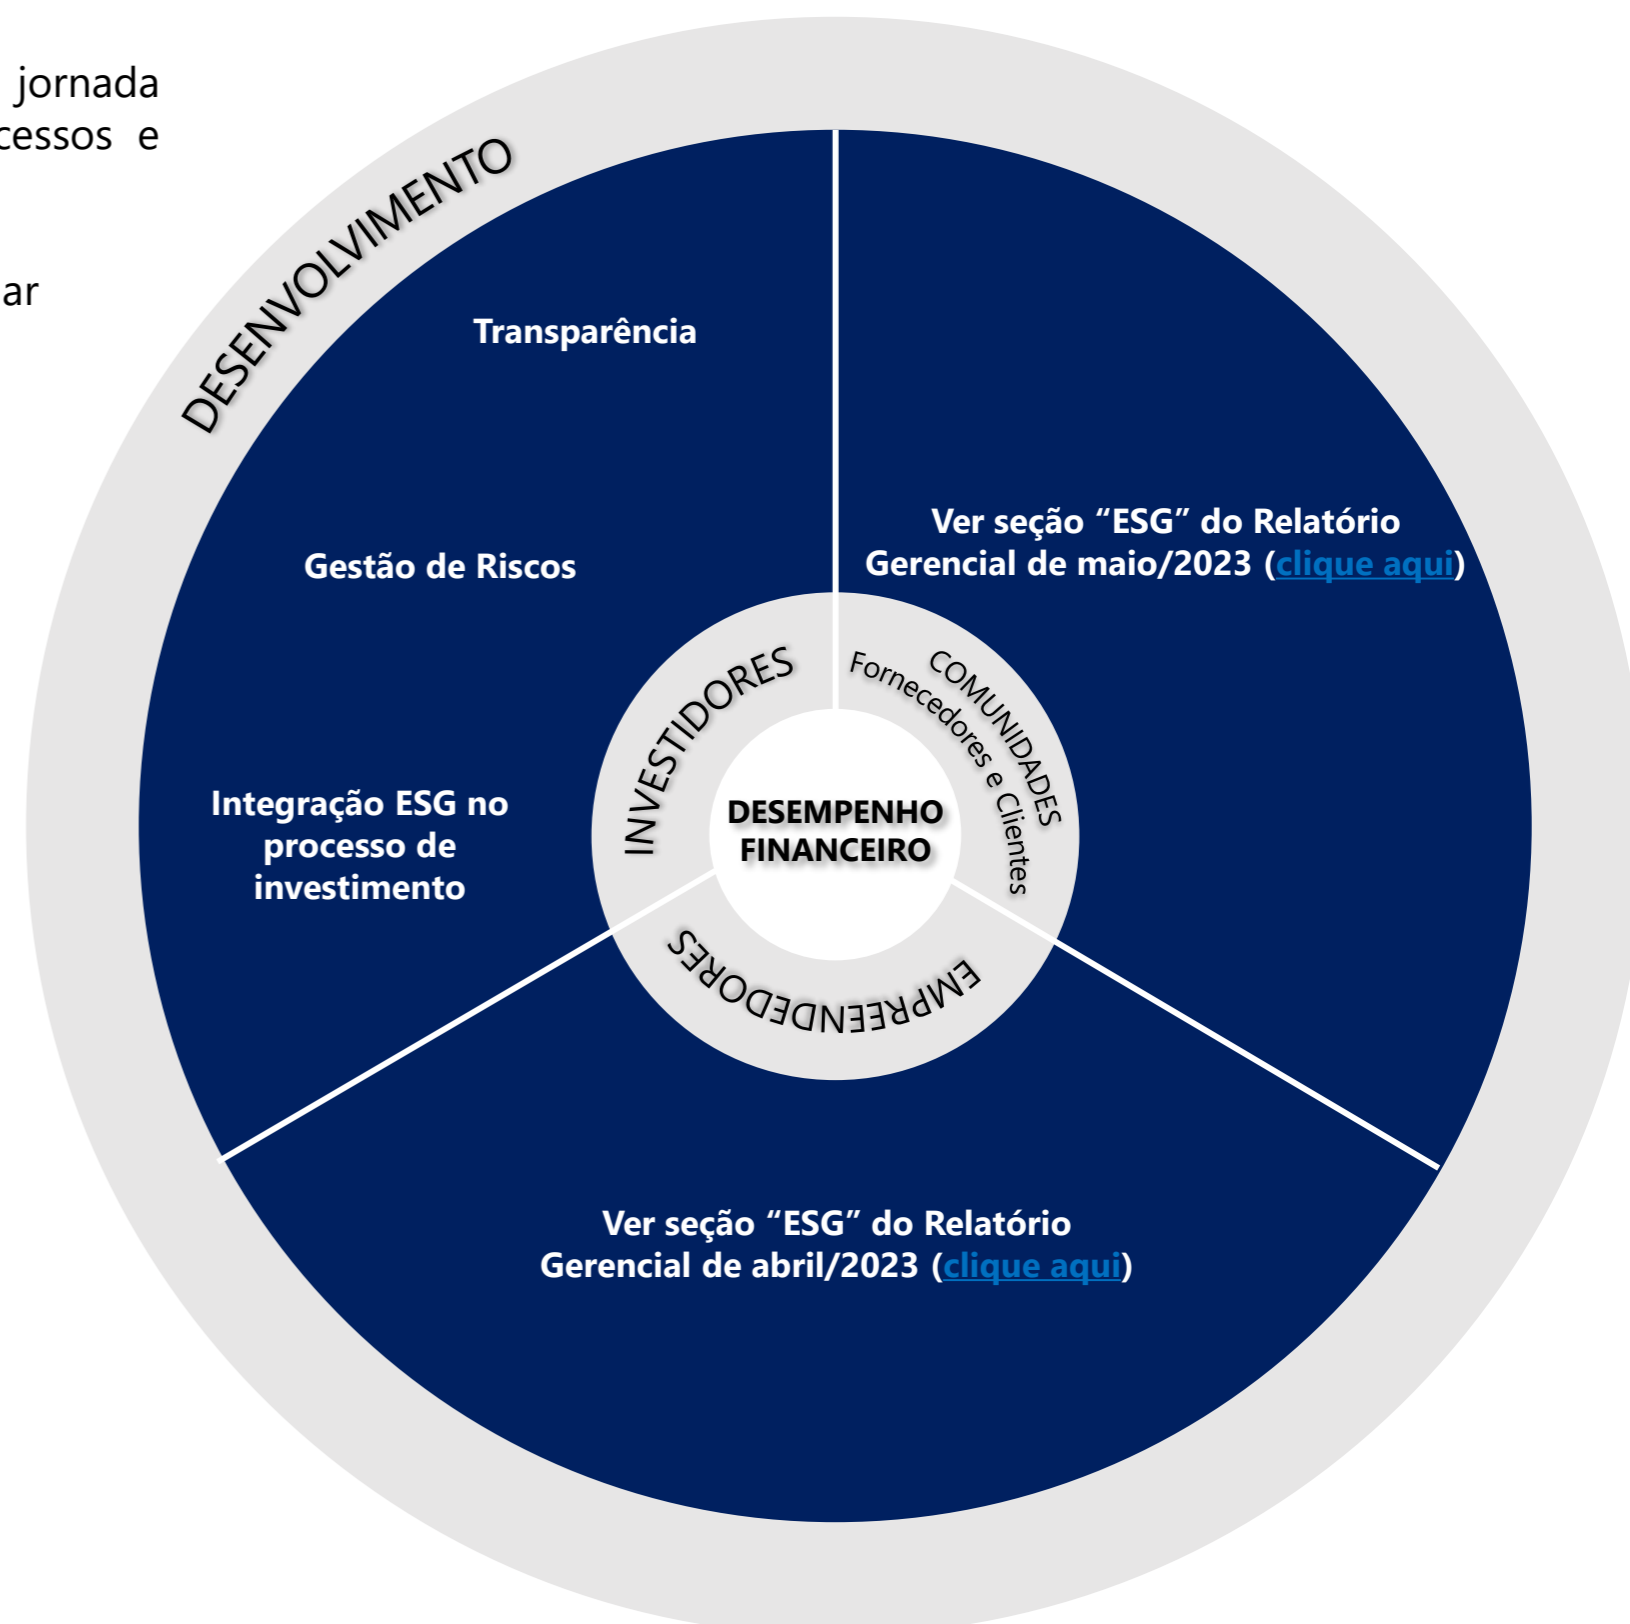 jornada
cessos e
ar
DESENVOLVIMENTO
Transparência
Gestão de Riscos
Integração ESG no
processo de
investimento
Ver seção “ESG” do Relatório
Gerencial de maio/2023 (clique aqui)
INVESTIDORES
COMUNIDADES
Fornecedores e Clientes
DESEMPENHO
FINANCEIRO
EMPREENDEDORES
Ver seção “ESG” do Relatório
Gerencial de abril/2023 (clique aqui)